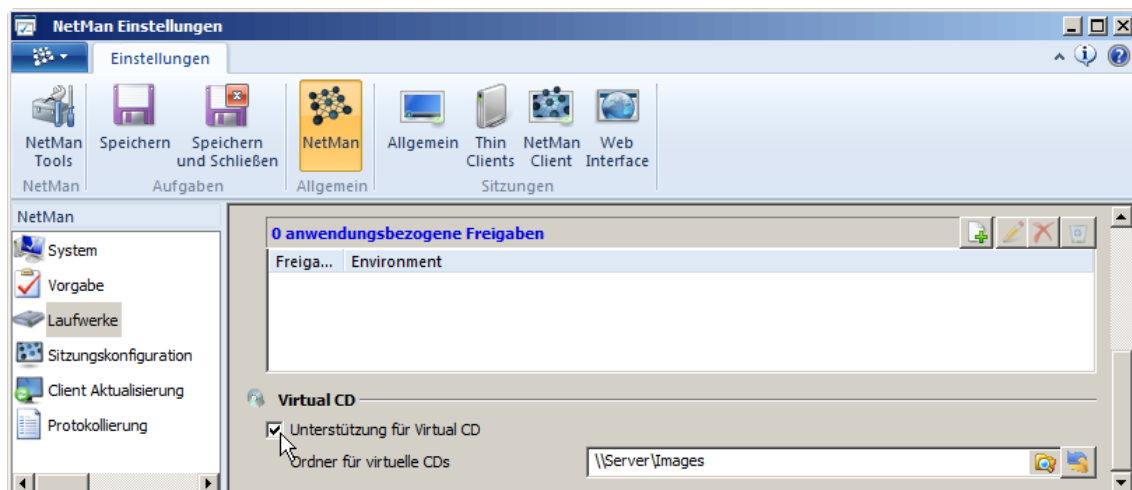 NetMan Einstellungen
Einstellungen
NetMan Tools
Speichern
Speichern und Schließen
NetMan
Allgemein
Thin Clients
NetMan Client
Web Interface
NetMan
Aufgaben
Allgemein
Sitzungen
NetMan
System
Vorgabe
Laufwerke
Sitzungskonfiguration
Client Aktualisierung
Protokollierung
0 anwendungsbezogene Freigaben
Freiga... Environment
Virtual CD
Unterstützung für Virtual CD
Ordner für virtuelle CDs \\Server\Images